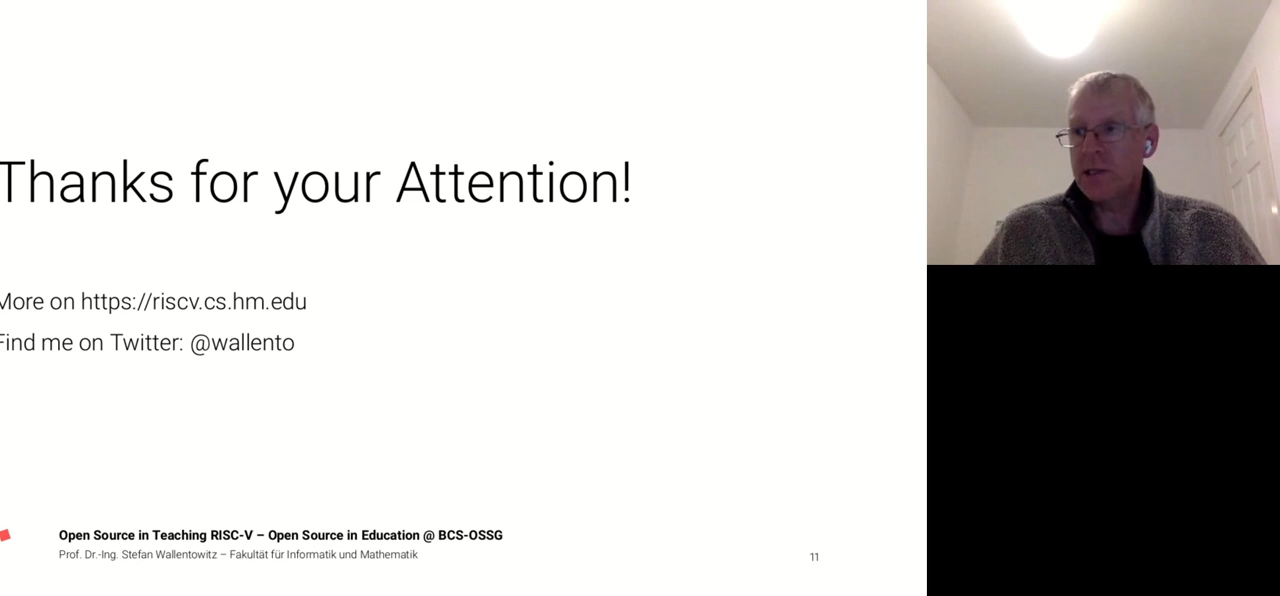 Thanks for your Attention!
More on https://riscv.cs.hm.edu
Find me on Twitter: @wallento
Open Source in Teaching RISC-V – Open Source in Education @ BCS-OSSG
Prof. Dr.-Ing. Stefan Wallentowitz – Fakultät für Informatik und Mathematik
11